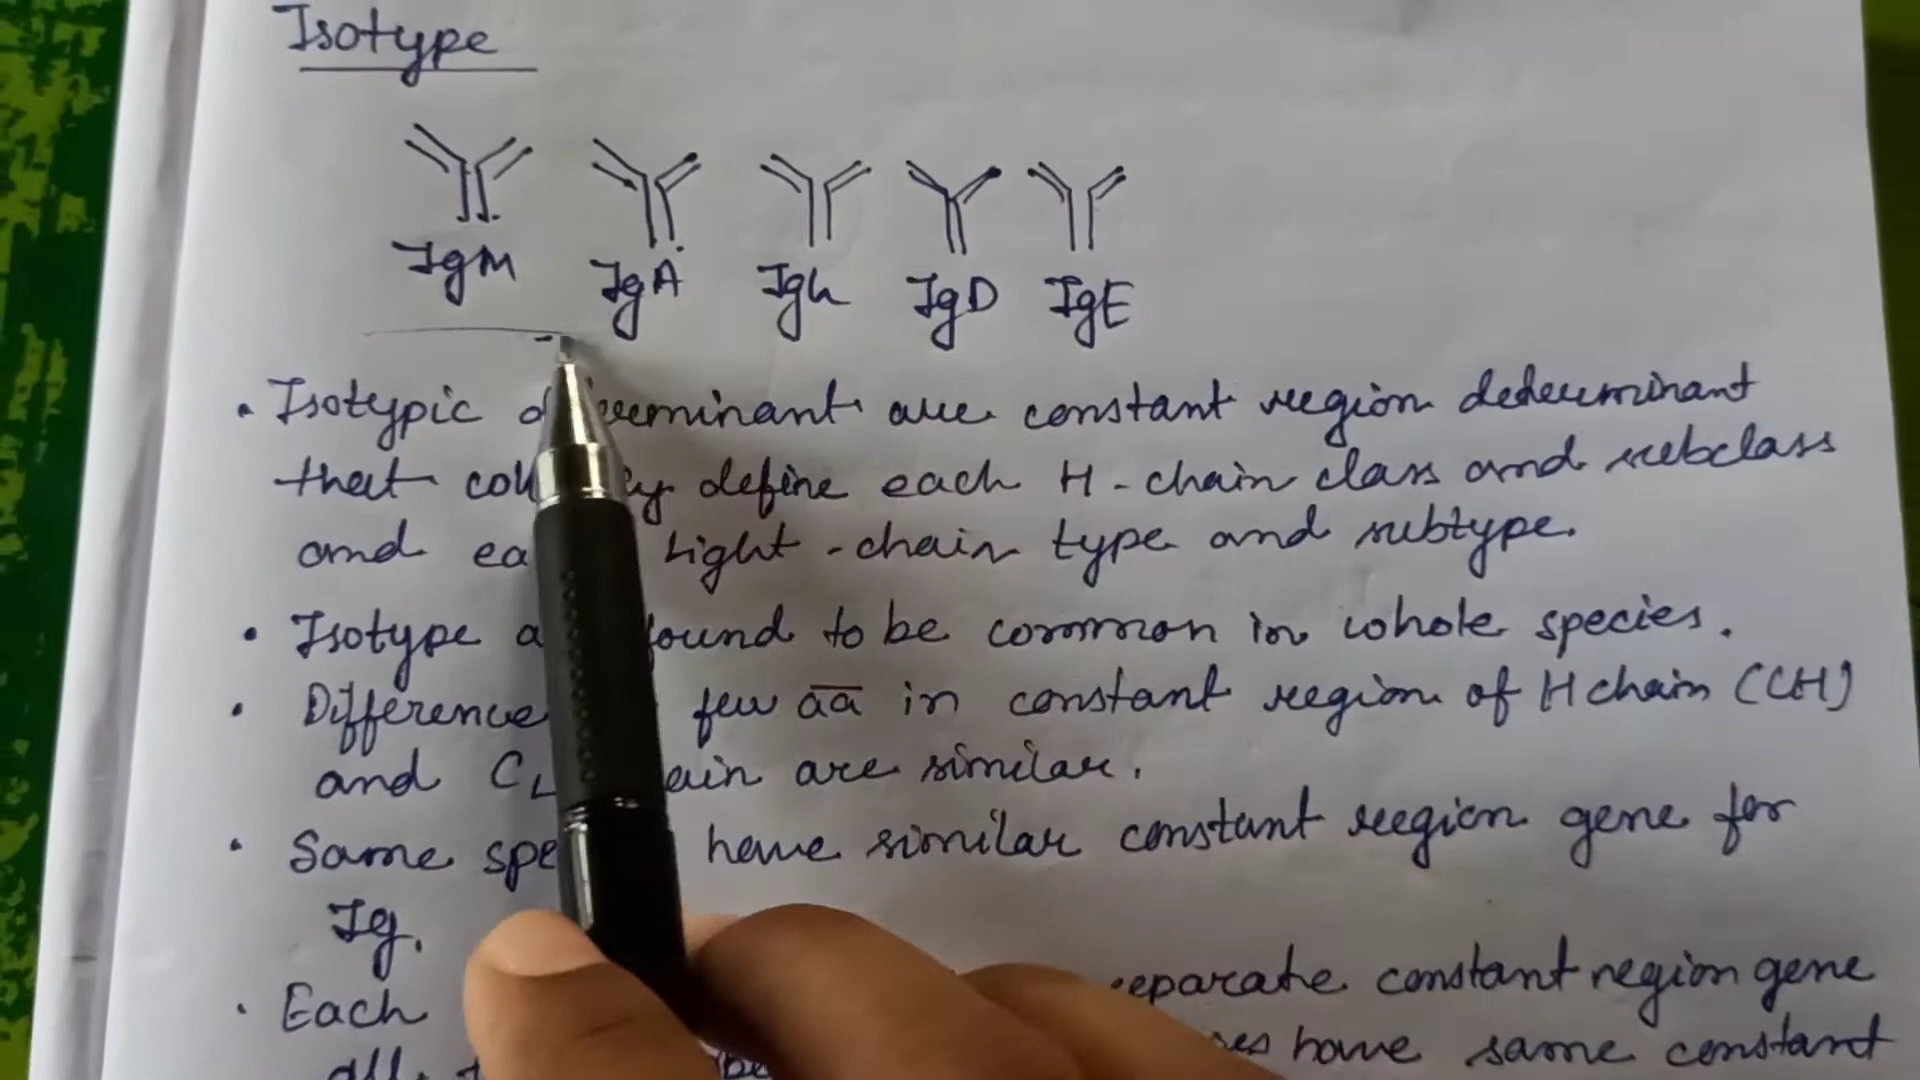 Isotype
IgM IgA IgG IgD IgE
• Isotypic are constant region determinant
that define each H-chain class and subclass
and Light-chain type and subtype.
• Isotype found to be common in whole species.
• Difference few aa in constant region of H chain (CH)
and CL are similar.
• Same have similar constant region gene for
Ig.
• Each constant region gene
have same constant